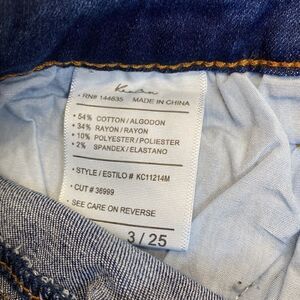 KanCan
• RN# 144635 MADE IN CHINA
• 54% COTTON/ALGODON
• 34% RAYON/RAYON
• 10% POLYESTER/POLIESTER
• 2% SPANDEX/ELASTANO
• STYLE / ESTILO # KC11214M
• CUT # 36999
• SEE CARE ON REVERSE
3 / 25